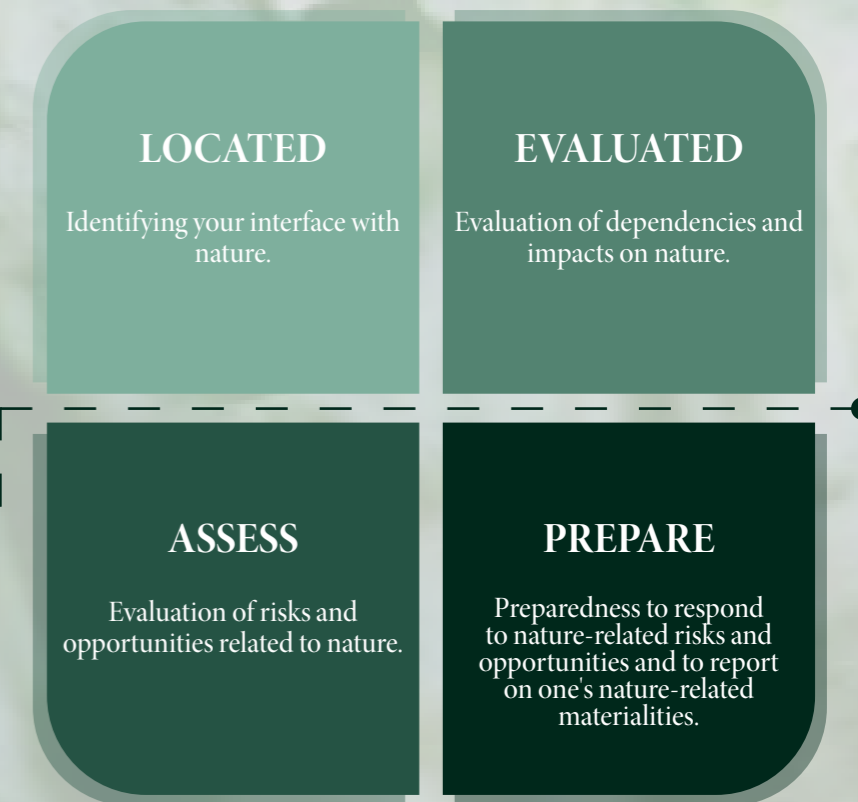 LOCATED
Identifying your interface with
nature.
EVALUATED
Evaluation of dependencies and
impacts on nature.
ASSESS
Evaluation of risks and
opportunities related to nature.
PREPARE
Preparedness to respond
to nature-related risks and
opportunities and to report
on one's nature-related
materialities.